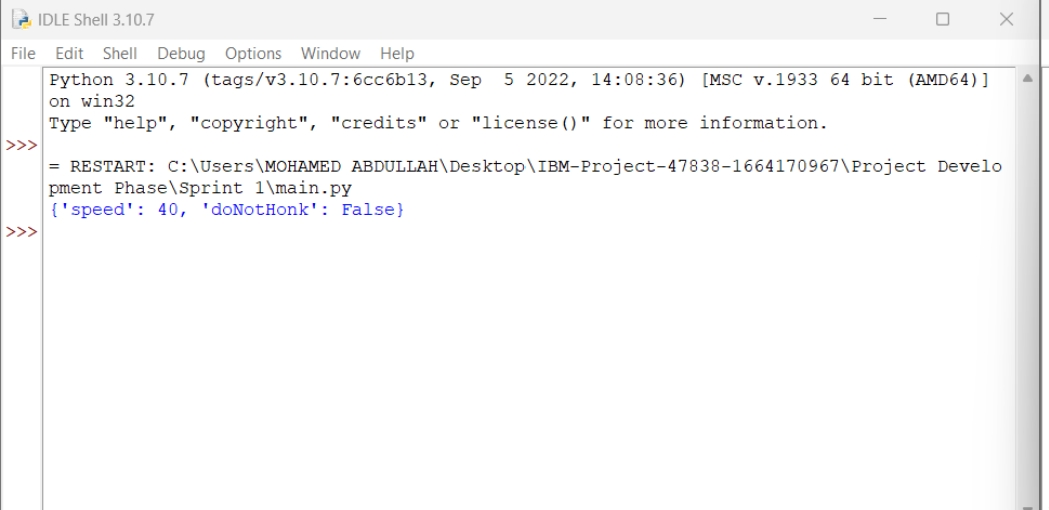 IDLE Shell 3.10.7
File Edit Shell Debug Options Window Help
Python 3.10.7 (tags/v3.10.7:6cc6b13, Sep  5 2022, 14:08:36) [MSC v.1933 64 bit (AMD64)]
on win32
Type "help", "copyright", "credits" or "license()" for more information.
>>>
= RESTART: C:\Users\MOHAMED ABDULLAH\Desktop\IBM-Project-47838-1664170967\Project Develo
pment Phase\Sprint 1\main.py
{'speed': 40, 'doNotHonk': False}
>>>